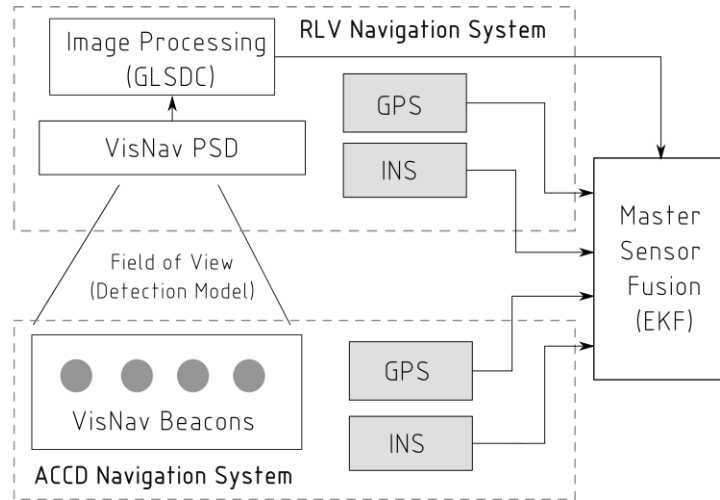 RLV Navigation System
Image Processing
(GLSDC)
VisNav PSD
GPS
INS
Field of View
(Detection Model)
Master
Sensor
Fusion
(EKF)
VisNav Beacons
GPS
INS
ACCD Navigation System